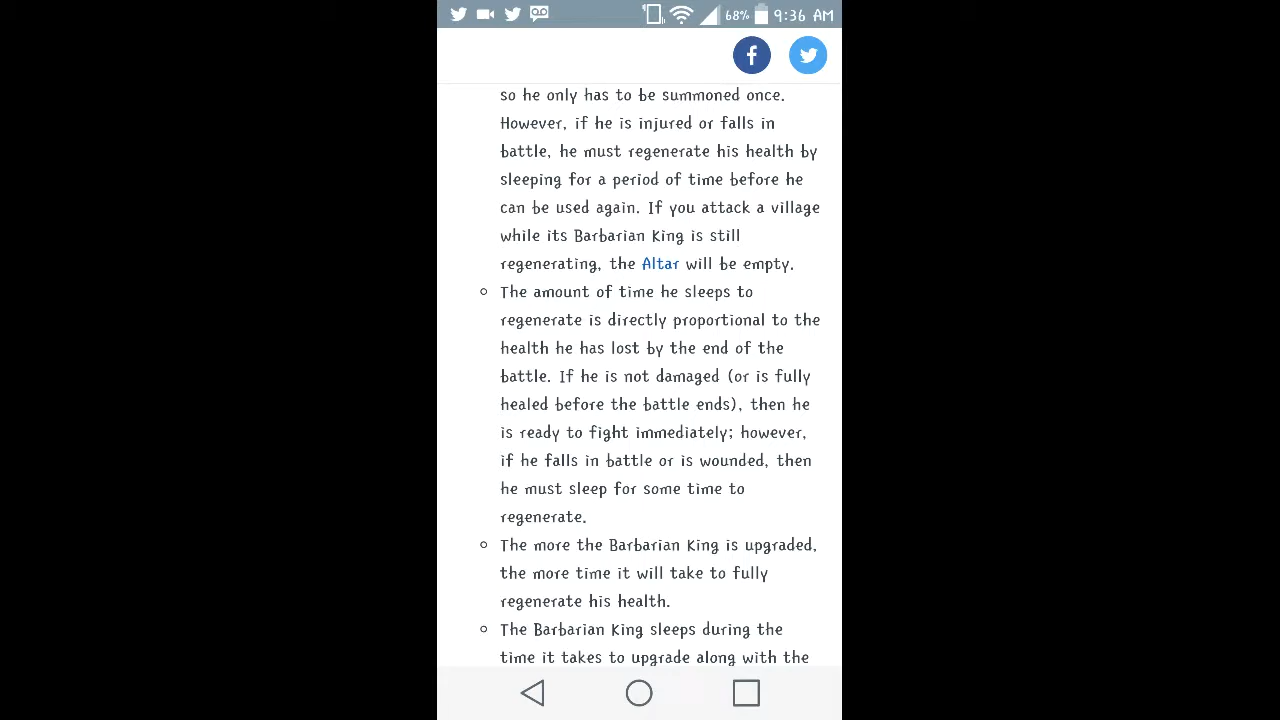 68% 9:36 AM
so he only has to be summoned once.
However, if he is injured or falls in
battle, he must regenerate his health by
sleeping for a period of time before he
can be used again. If you attack a village
while its Barbarian King is still
regenerating, the Altar will be empty.
The amount of time he sleeps to
regenerate is directly proportional to the
health he has lost by the end of the
battle. If he is not damaged (or is fully
healed before the battle ends), then he
is ready to fight immediately; however,
if he falls in battle or is wounded, then
he must sleep for some time to
regenerate.
The more the Barbarian King is upgraded,
the more time it will take to fully
regenerate his health.
The Barbarian King sleeps during the
time it takes to upgrade along with the